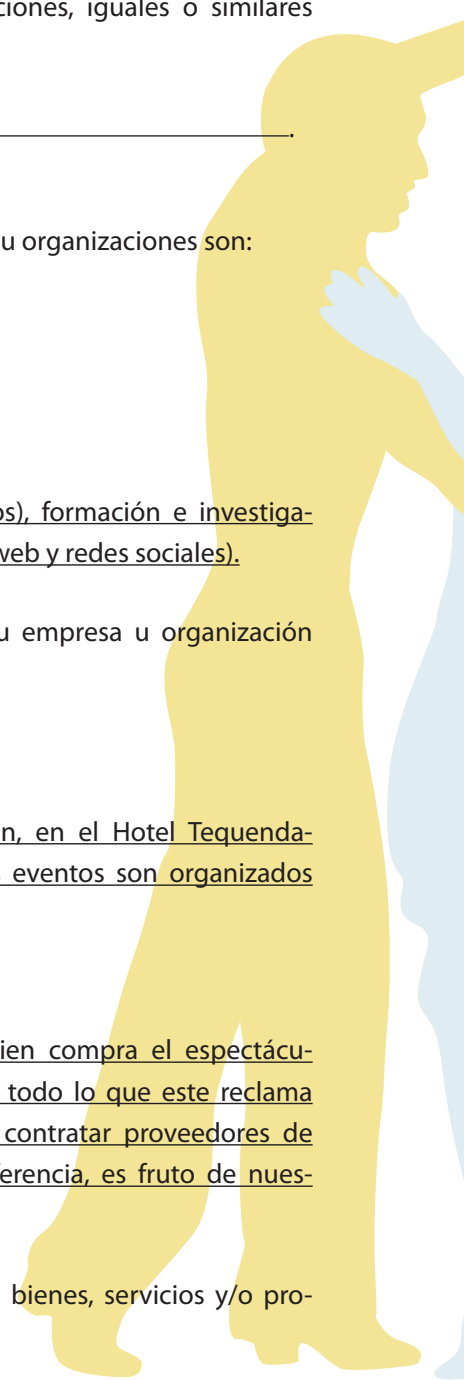 ciones, iguales o similares
.
u organizaciones son:
os), formación e investiga-
web y redes sociales).
u empresa u organización
n, en el Hotel Tequenda-
s eventos son organizados
ien compra el espectácu-
todo lo que este reclama
contratar proveedores de
ferencia, es fruto de nues-
bienes, servicios y/o pro-